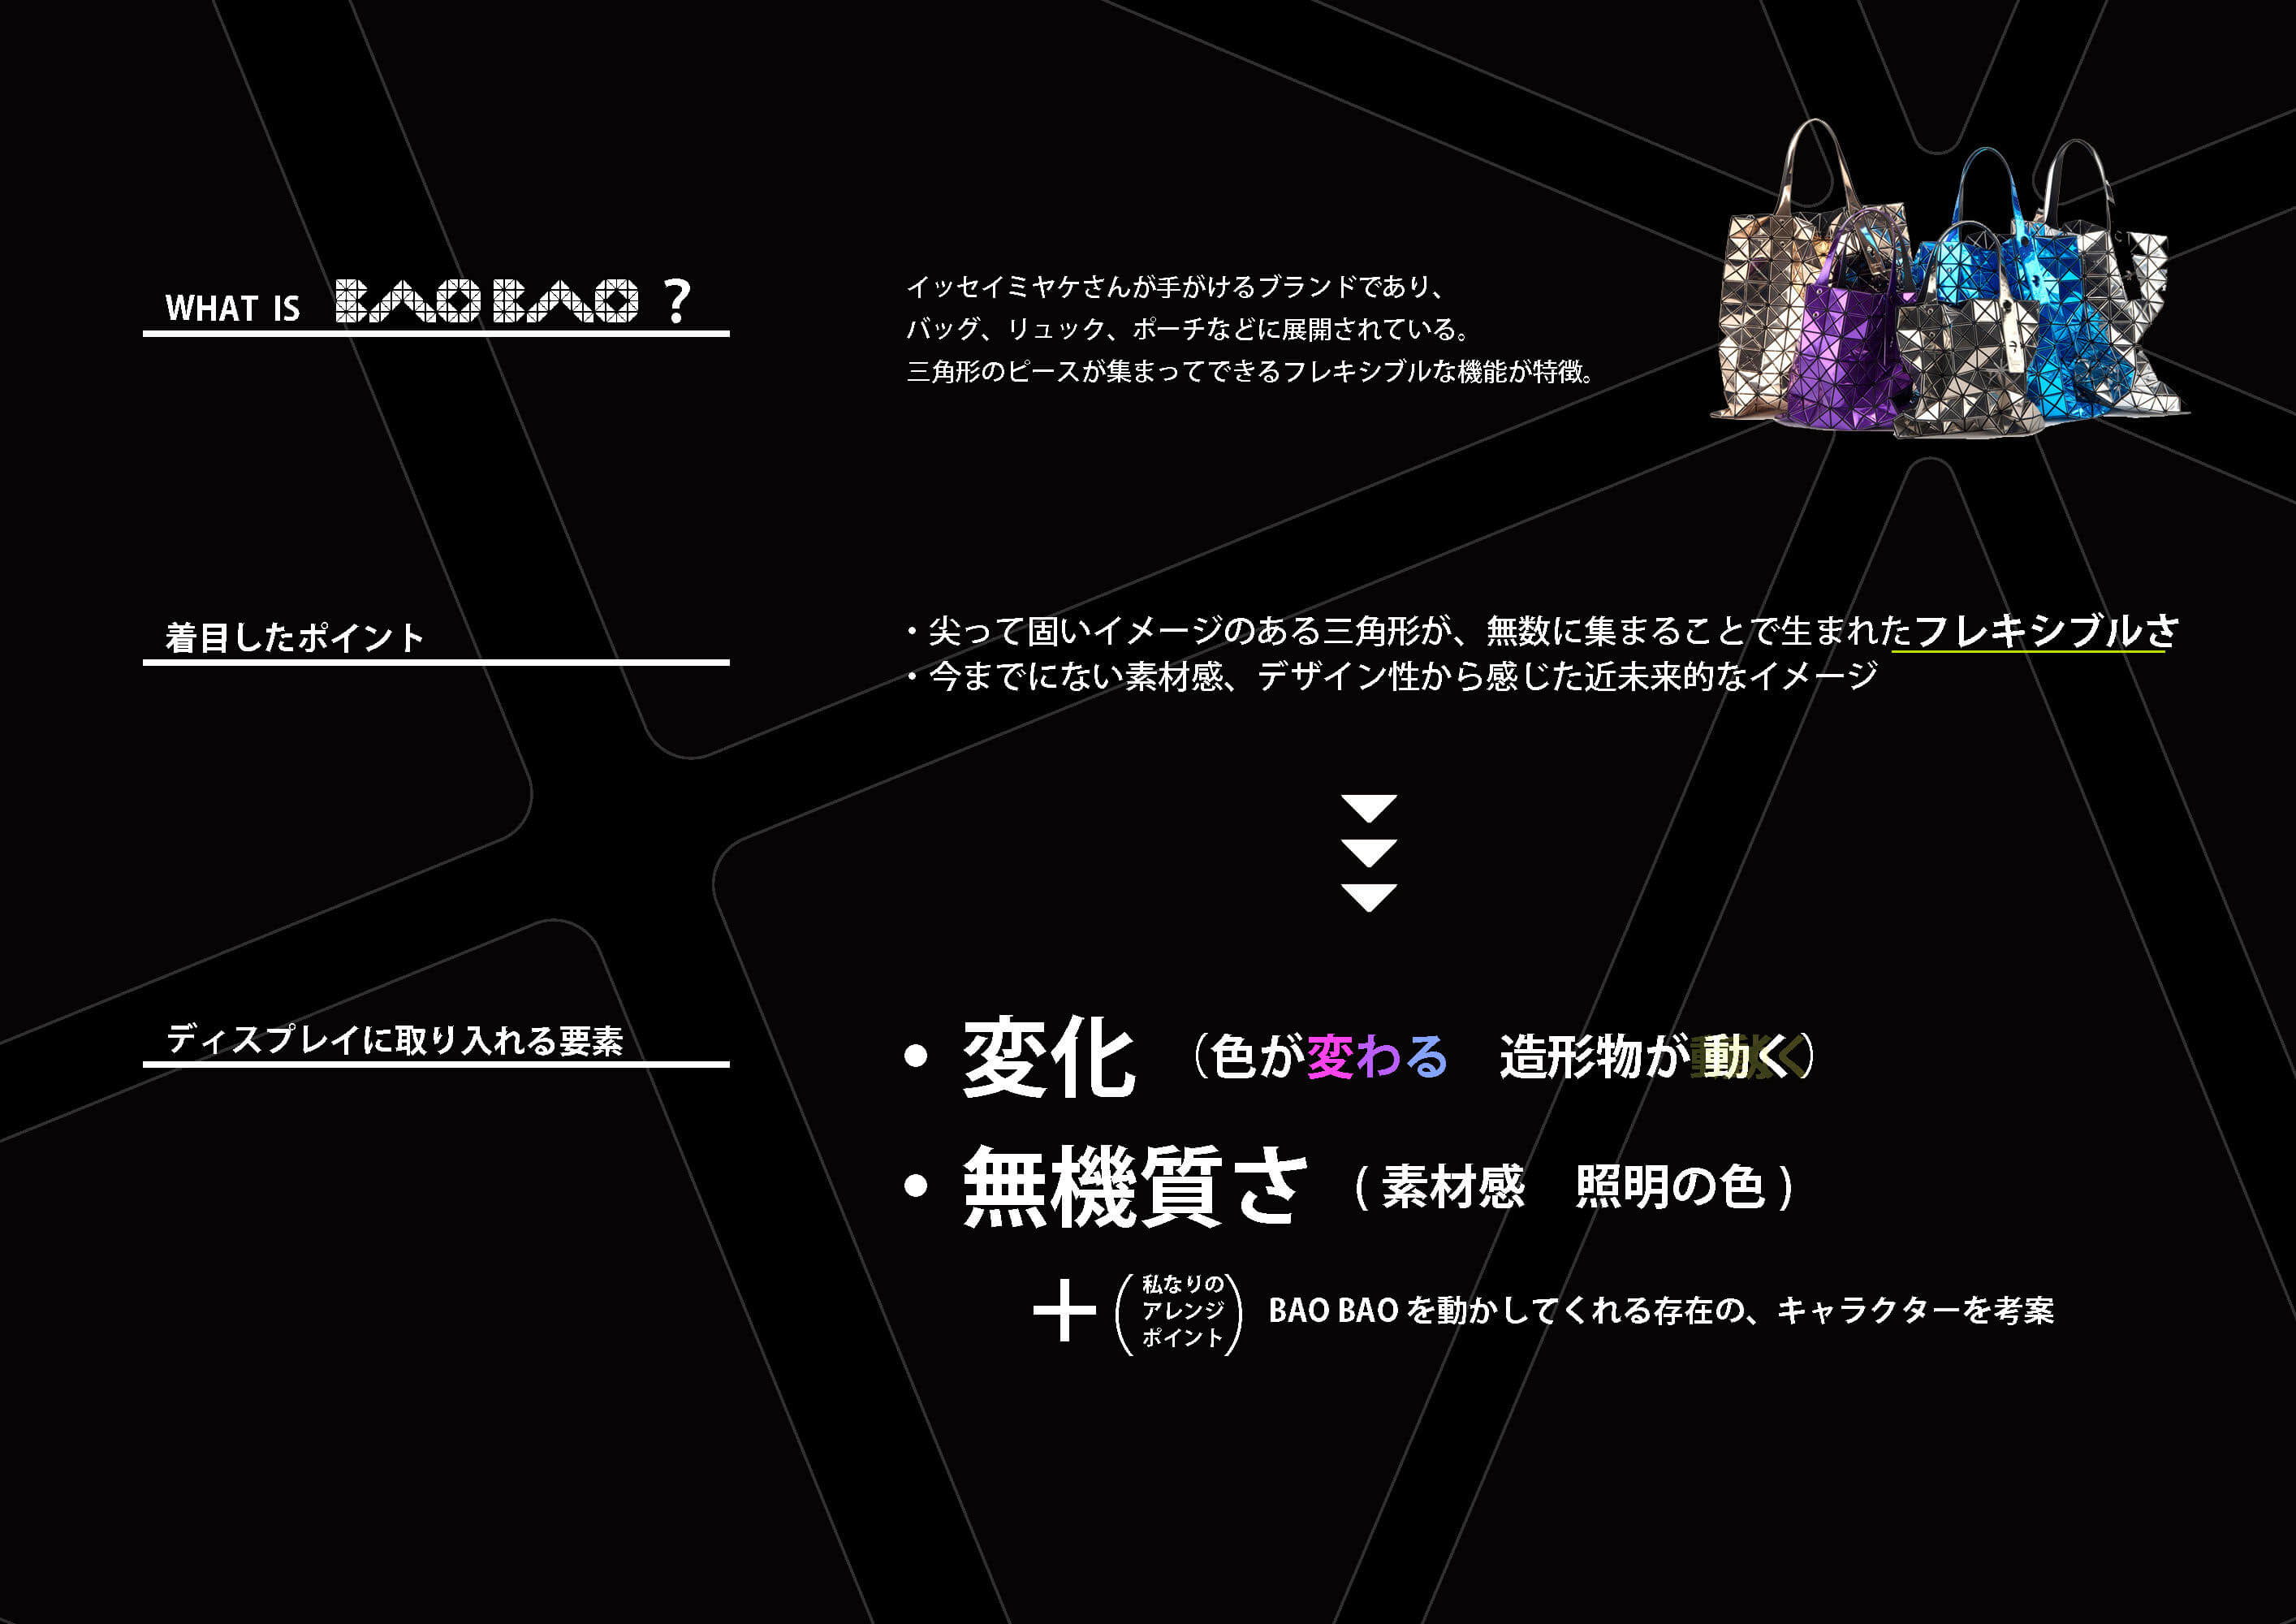 WHAT IS BAO BAO ?
イッセイミヤケさんが手がけるブランドであり、
バッグ、リュック、ポーチなどに展開されている。
三角形のピースが集まってできるフレキシブルな機能が特徴。
着目したポイント
・尖って固いイメージのある三角形が、無数に集まることで生まれたフレキシブルさ
・今までにない素材感、デザイン性から感じた近未来的なイメージ
ディスプレイに取り入れる要素
・変化 （色が変わる　造形物が動く）
・無機質さ ( 素材感　照明の色 )
＋
(私なりの
アレンジ
ポイント)
BAO BAO を動かしてくれる存在の、キャラクターを考案